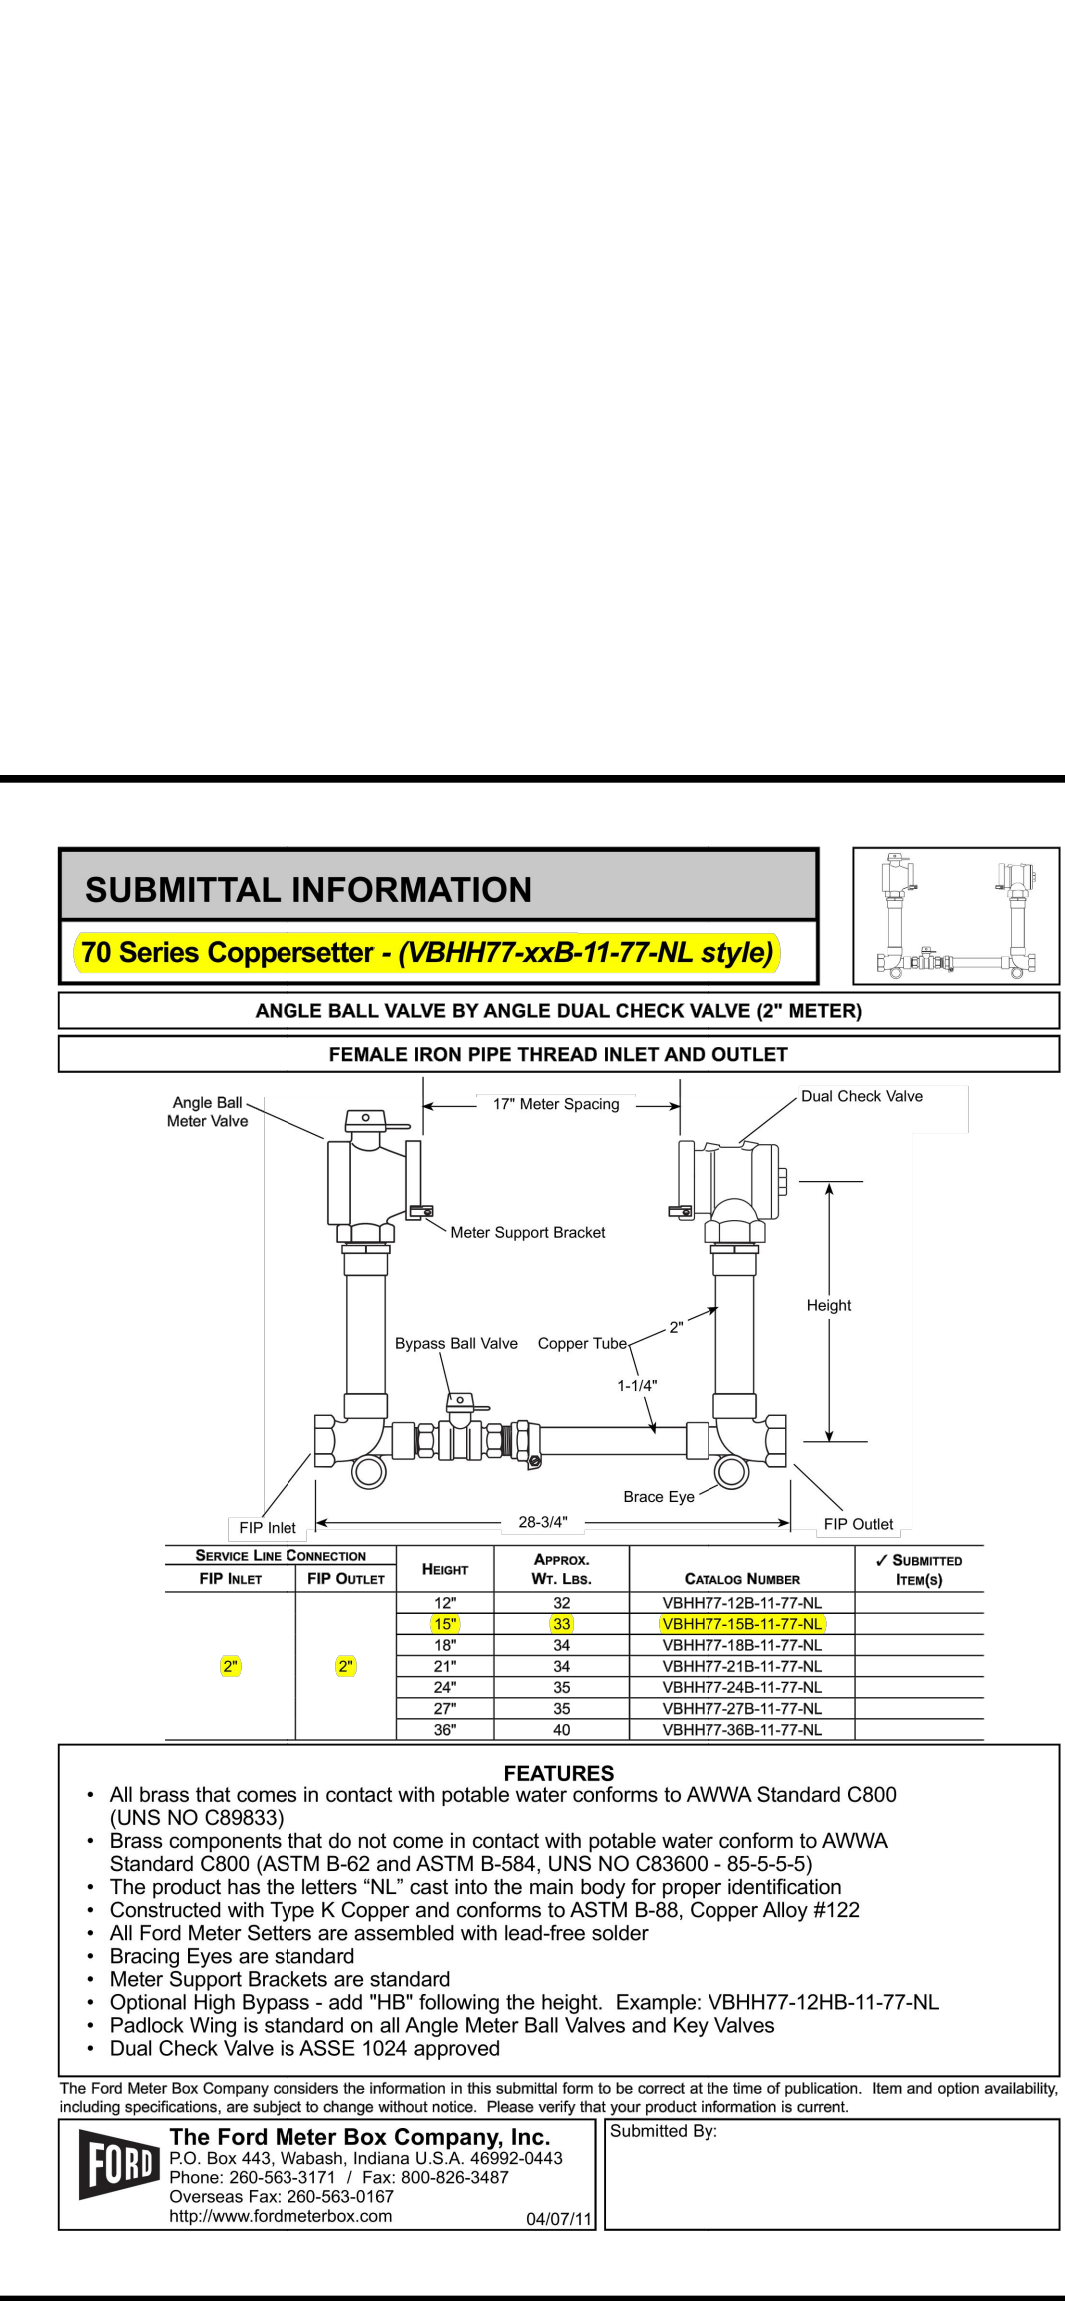 SUBMITTAL INFORMATION
70 Series Coppersetter - (VBHH77-xxB-11-77-NL style)
ANGLE BALL VALVE BY ANGLE DUAL CHECK VALVE (2" METER)
FEMALE IRON PIPE THREAD INLET AND OUTLET
Angle Ball
Meter Valve
17" Meter Spacing
Dual Check Valve
Meter Support Bracket
Height
2"
Bypass Ball Valve
Copper Tube
1-1/4"
Brace Eye
FIP Inlet
28-3/4"
FIP Outlet
SERVICE LINE CONNECTION
FIP INLET
FIP OUTLET
HEIGHT
APPROX.
WT. LBS.
CATALOG NUMBER
✓ SUBMITTED
ITEM(S)
12" 32 VBHH77-12B-11-77-NL
15" 33 VBHH77-15B-11-77-NL
18" 34 VBHH77-18B-11-77-NL
2" 2" 21" 34 VBHH77-21B-11-77-NL
24" 35 VBHH77-24B-11-77-NL
27" 35 VBHH77-27B-11-77-NL
36" 40 VBHH77-36B-11-77-NL
FEATURES
• All brass that comes in contact with potable water conforms to AWWA Standard C800
(UNS NO C89833)
• Brass components that do not come in contact with potable water conform to AWWA
Standard C800 (ASTM B-62 and ASTM B-584, UNS NO C83600 - 85-5-5-5)
• The product has the letters “NL” cast into the main body for proper identification
• Constructed with Type K Copper and conforms to ASTM B-88, Copper Alloy #122
• All Ford Meter Setters are assembled with lead-free solder
• Bracing Eyes are standard
• Meter Support Brackets are standard
• Optional High Bypass - add "HB" following the height. Example: VBHH77-12HB-11-77-NL
• Padlock Wing is standard on all Angle Meter Ball Valves and Key Valves
• Dual Check Valve is ASSE 1024 approved
The Ford Meter Box Company considers the information in this submittal form to be correct at the time of publication. Item and option availability,
including specifications, are subject to change without notice. Please verify that your product information is current.
FORD
The Ford Meter Box Company, Inc.
P.O. Box 443, Wabash, Indiana U.S.A. 46992-0443
Phone: 260-563-3171 / Fax: 800-826-3487
Overseas Fax: 260-563-0167
http://www.fordmeterbox.com
04/07/11
Submitted By: